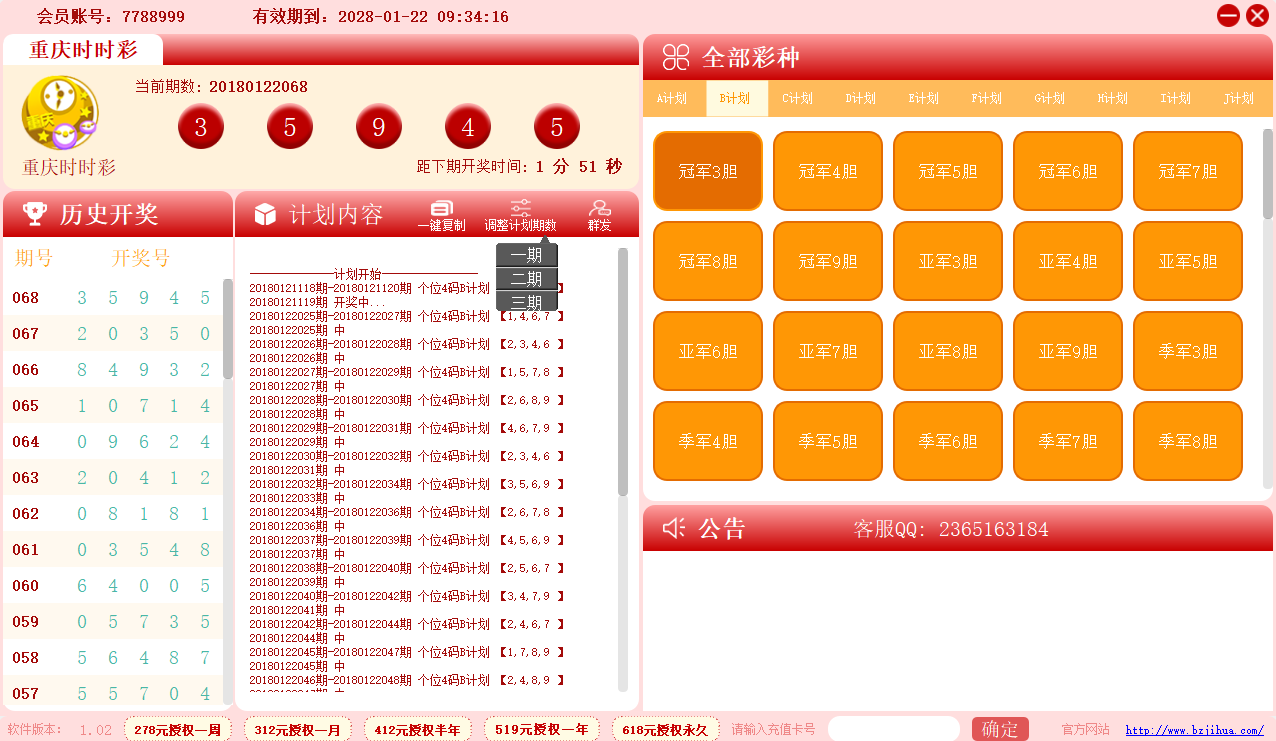 会员账号：7788999
有效期到：2028-01-22 09:34:16
重庆时时彩
当前期数：20180122068
3 5 9 4 5
重庆时时彩
距下期开奖时间：1 分 51 秒
全部彩种
A计划 B计划 C计划 D计划 E计划 F计划 G计划 H计划 I计划 J计划
冠军3胆 冠军4胆 冠军5胆 冠军6胆 冠军7胆
冠军8胆 冠军9胆 亚军3胆 亚军4胆 亚军5胆
亚军6胆 亚军7胆 亚军8胆 亚军9胆 季军3胆
季军4胆 季军5胆 季军6胆 季军7胆 季军8胆
历史开奖
期号 开奖号
068 3 5 9 4 5
067 2 0 3 5 0
066 8 4 9 3 2
065 1 0 7 1 4
064 0 9 6 2 4
063 2 0 4 1 2
062 0 8 1 8 1
061 0 3 5 4 8
060 6 4 0 0 5
059 0 5 7 3 5
058 5 6 4 8 7
057 5 5 7 0 4
计划内容
一键复制 调整计划期数 群发
一期
二期
三期
计划开始
20180121118期-20180121120期 个位4码B计划 】
20180121119期 开奖中...
20180122025期-20180122027期 个位4码B计划 【1,4,6,7 】
20180122025期 中
20180122026期-20180122028期 个位4码B计划 【2,3,4,6 】
20180122026期 中
20180122027期-20180122029期 个位4码B计划 【1,5,7,8 】
20180122027期 中
20180122028期-20180122030期 个位4码B计划 【2,6,8,9 】
20180122028期 中
20180122029期-20180122031期 个位4码B计划 【4,6,7,9 】
20180122030期-20180122032期 个位4码B计划 【2,3,4,6 】
20180122031期 中
20180122032期-20180122034期 个位4码B计划 【3,5,6,9 】
20180122033期 中
20180122034期-20180122036期 个位4码B计划 【2,6,7,8 】
20180122036期 中
20180122037期-20180122039期 个位4码B计划 【4,5,6,9 】
20180122037期 中
20180122038期-20180122040期 个位4码B计划 【2,5,6,7 】
20180122039期 中
20180122040期-20180122042期 个位4码B计划 【3,4,7,9 】
20180122041期 中
20180122042期-20180122044期 个位4码B计划 【2,4,6,7 】
20180122044期 中
20180122045期-20180122047期 个位4码B计划 【1,7,8,9 】
20180122045期 中
20180122046期-20180122048期 个位4码B计划 【2,4,8,9 】
公告
客服QQ: 2365163184
软件版本： 1.02 278元授权一周 312元授权一月 412元授权半年 519元授权一年 618元授权永久 请输入充值卡号 确定 官方网站 http://www.bzjihua.com/